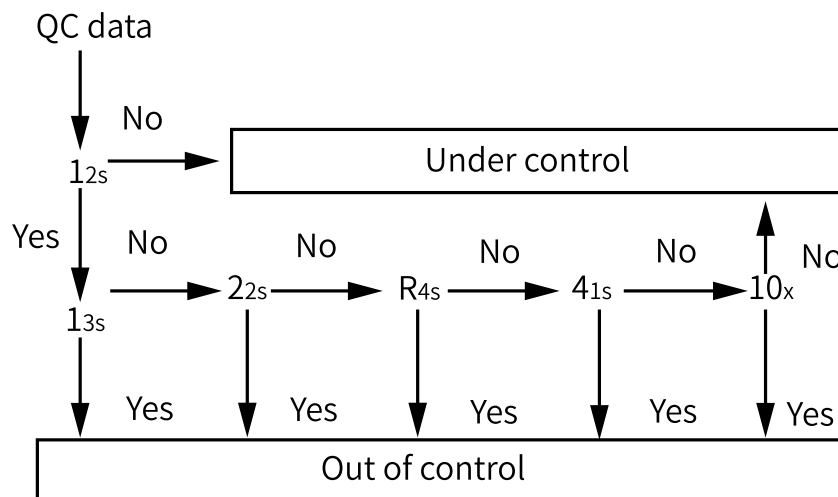 QC data
No
Under control
12s
Yes
No
No
No
No
No
13s
22s
R4s
41s
10x
Yes
Yes
Yes
Yes
Yes
Out of control